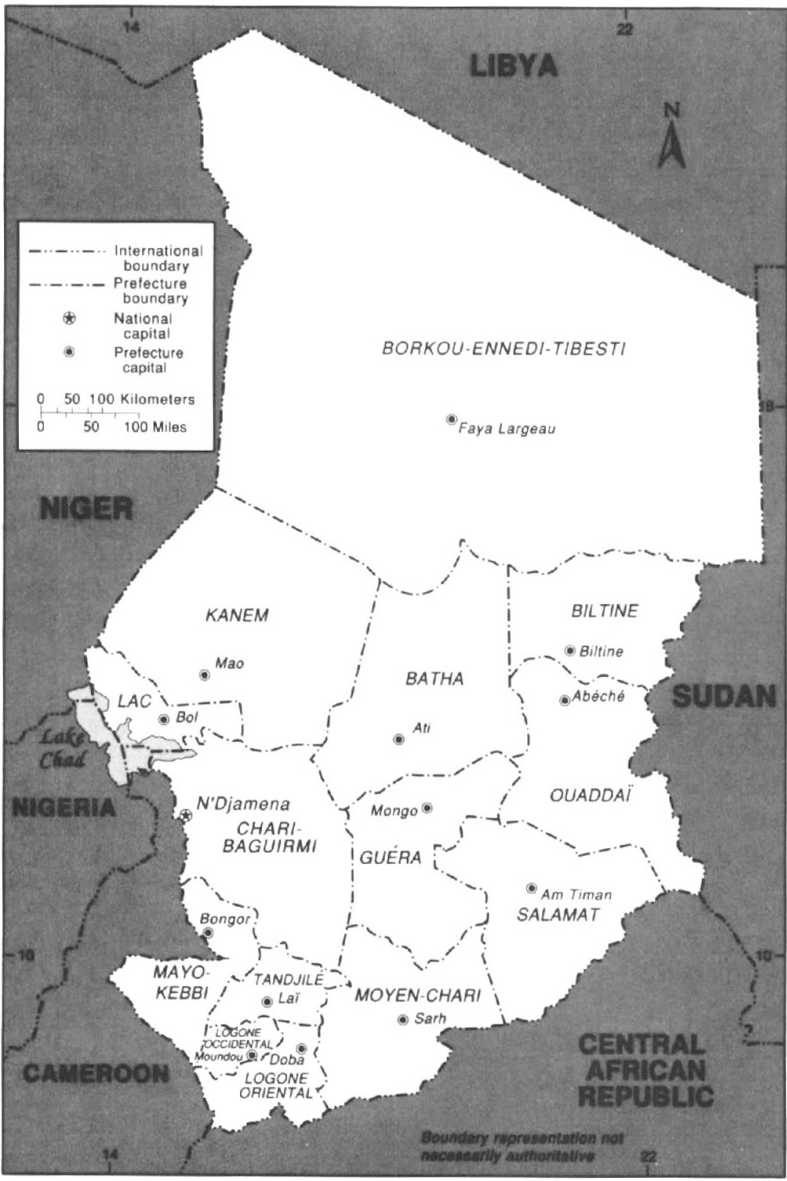 14
22
LIBYA
N
International
boundary
Prefecture
boundary
National
capital
Prefecture
capital
0 50 100 Kilometers
0 50 100 Miles
BORKOU-ENNEDI-TIBESTI
18
Faya Largeau
NIGER
KANEM
BILTINE
Biltine
Mao
BATHA
LAC
Bol
Abéché
SUDAN
Ati
Lake
Chad
NIGERIA
N'Djamena
CHARI-
BAGUIRMI
Mongo
OUADDAÏ
GUÉRA
Am Timan
SALAMAT
Bongor
10
10
MAYO-
KEBBI
TANDJILÉ
Laï
MOYEN-CHARI
Sarh
LOGONE
OCCIDENTAL
Moundou
Doba
LOGONE
ORIENTAL
CAMEROON
CENTRAL
AFRICAN
REPUBLIC
Boundary representation not
necessarily authoritative
14
22